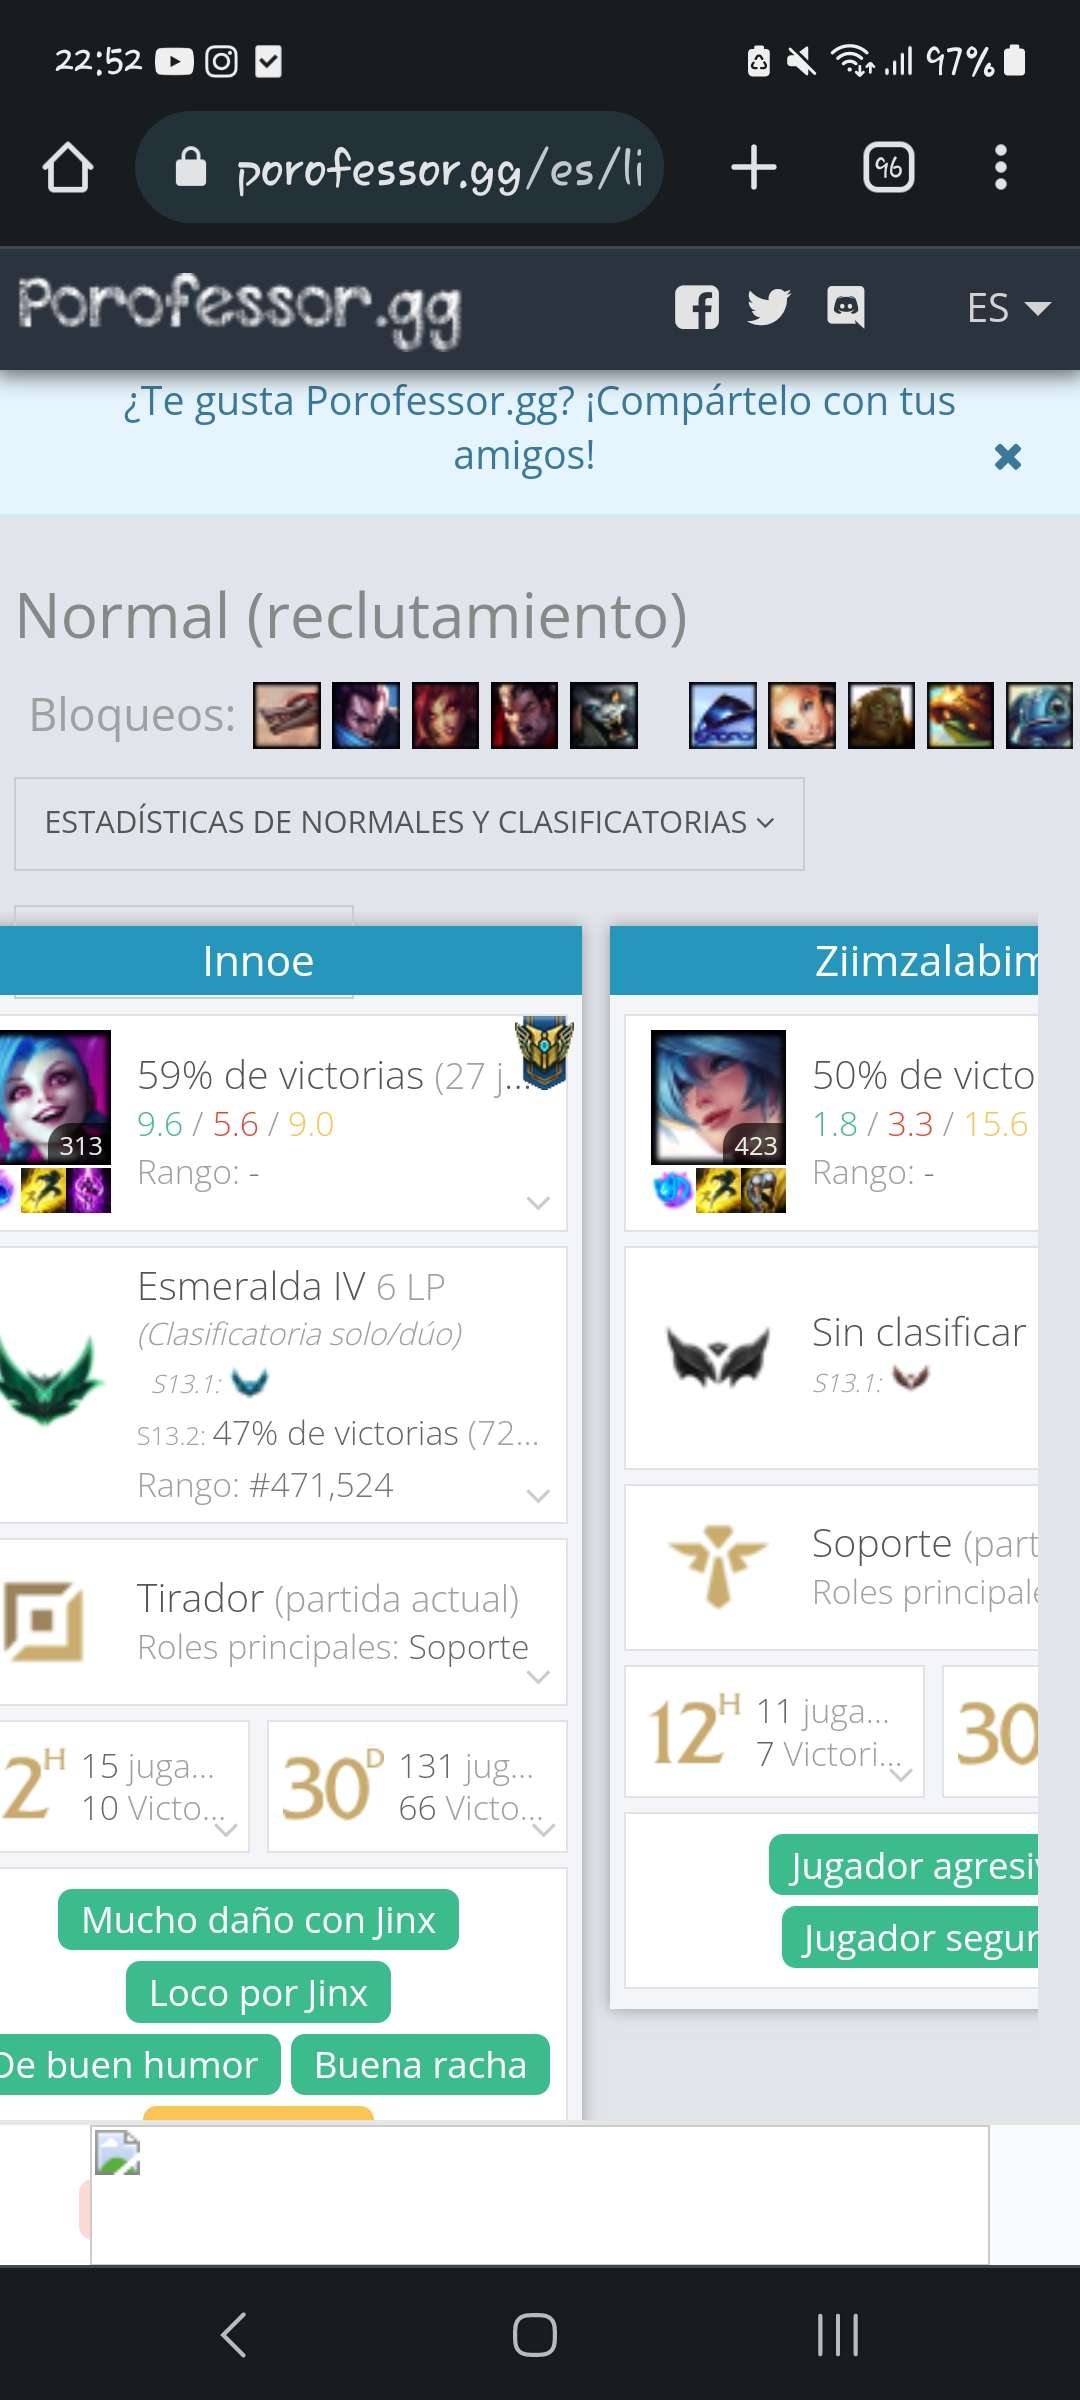 22:52 97%
porofessor.gg/es/li
96
Porofessor.gg ES
¿Te gusta Porofessor.gg? ¡Compártelo con tus
amigos!
Normal (reclutamiento)
Bloqueos:
ESTADÍSTICAS DE NORMALES Y CLASIFICATORIAS
Innoe
59% de victorias (27 j...
9.6 / 5.6 / 9.0
313
Rango: -
Esmeralda IV 6 LP
(Clasificatoria solo/dúo)
S13.1:
S13.2: 47% de victorias (72...
Rango: #471,524
Tirador (partida actual)
Roles principales: Soporte
2H 15 juga...
10 Victo...
30D 131 jug...
66 Victo...
Mucho daño con Jinx
Loco por Jinx
De buen humor Buena racha
Ziimzalabim
50% de victo
1.8 / 3.3 / 15.6
423
Rango: -
Sin clasificar
S13.1:
Soporte (part
Roles principale
12H 11 juga...
7 Victori...
30
Jugador agresiv
Jugador segur